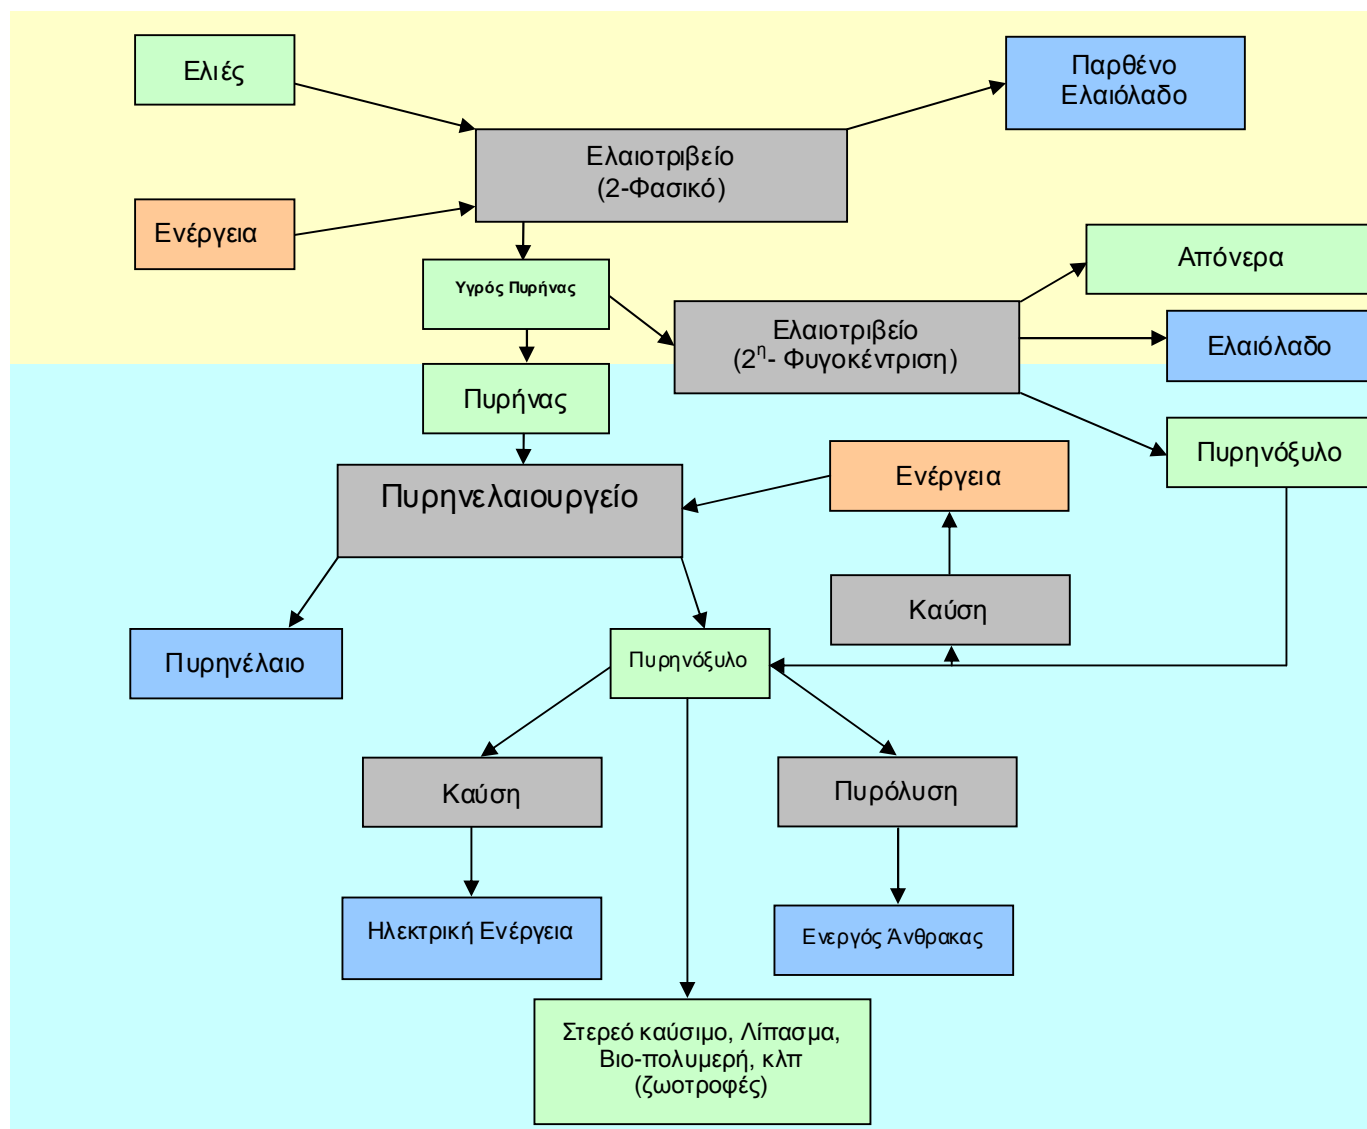 Ελιές
Παρθένο
Ελαιόλαδο
Ελαιοτριβείο
(2-Φασικό)
Ενέργεια
Απόνερα
Υγρός Πυρήνας
Ελαιοτριβείο
(2η- Φυγοκέντριση)
Ελαιόλαδο
Πυρήνας
Πυρηνόξυλο
Ενέργεια
Πυρηνελαιουργείο
Καύση
Πυρηνέλαιο
Πυρηνόξυλο
Καύση
Πυρόλυση
Ηλεκτρική Ενέργεια
Ενεργός Άνθρακας
Στερεό καύσιμο, Λίπασμα,
Βιο-πολυμερή, κλπ
(ζωοτροφές)